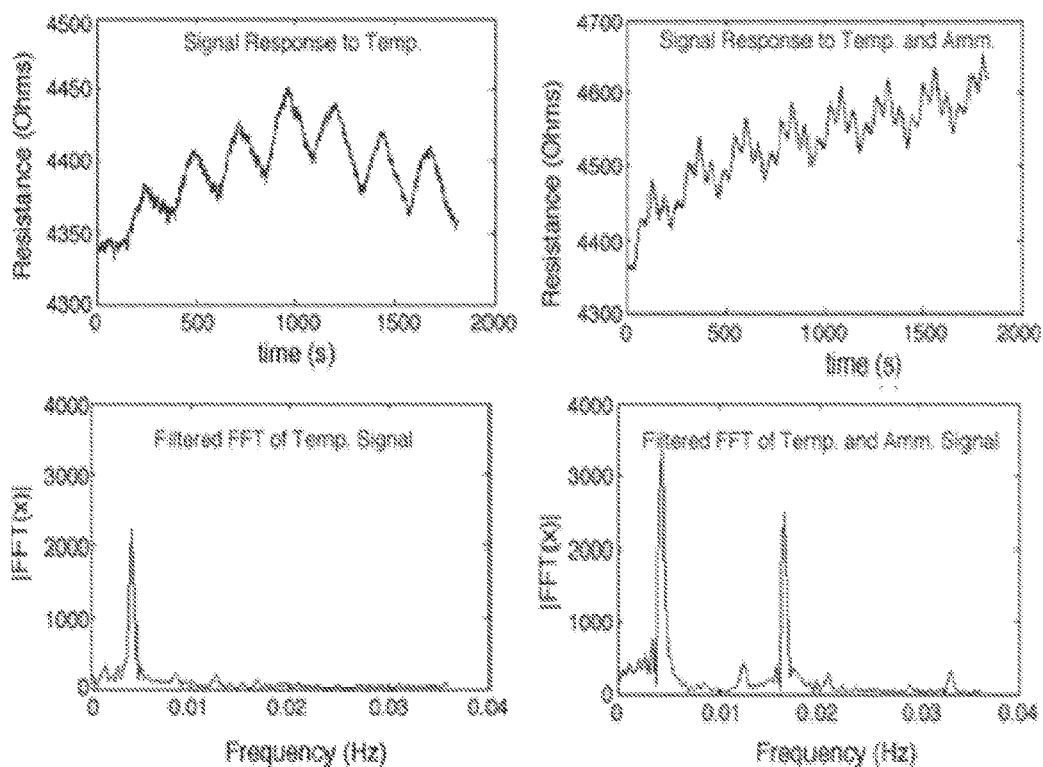 4500
4450
4400
4350
4300
Resistance (Ohms)
Signal Response to Temp.
0 500 1000 1500 2000
time (s)
4700
4600
4500
4400
4300
Resistance (Ohms)
Signal Response to Temp. and Amm.
0 500 1000 1500 2000
time (s)
4000
3000
2000
1000
0
|FFT(x)|
Filtered FFT of Temp. Signal
0 0.01 0.02 0.03 0.04
Frequency (Hz)
4000
3000
2000
1000
0
|FFT(x)|
Filtered FFT of Temp. and Amm. Signal
0 0.01 0.02 0.03 0.04
Frequency (Hz)